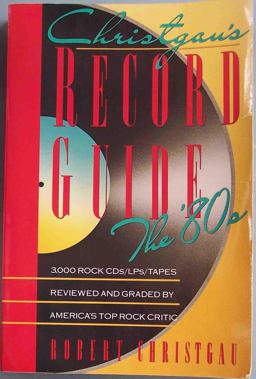 Christgau's
RECORD
GUIDE
The '80s
3,000 ROCK CDs/LPs/TAPES
REVIEWED AND GRADED BY
AMERICA'S TOP ROCK CRITIC
ROBERT CHRISTGAU